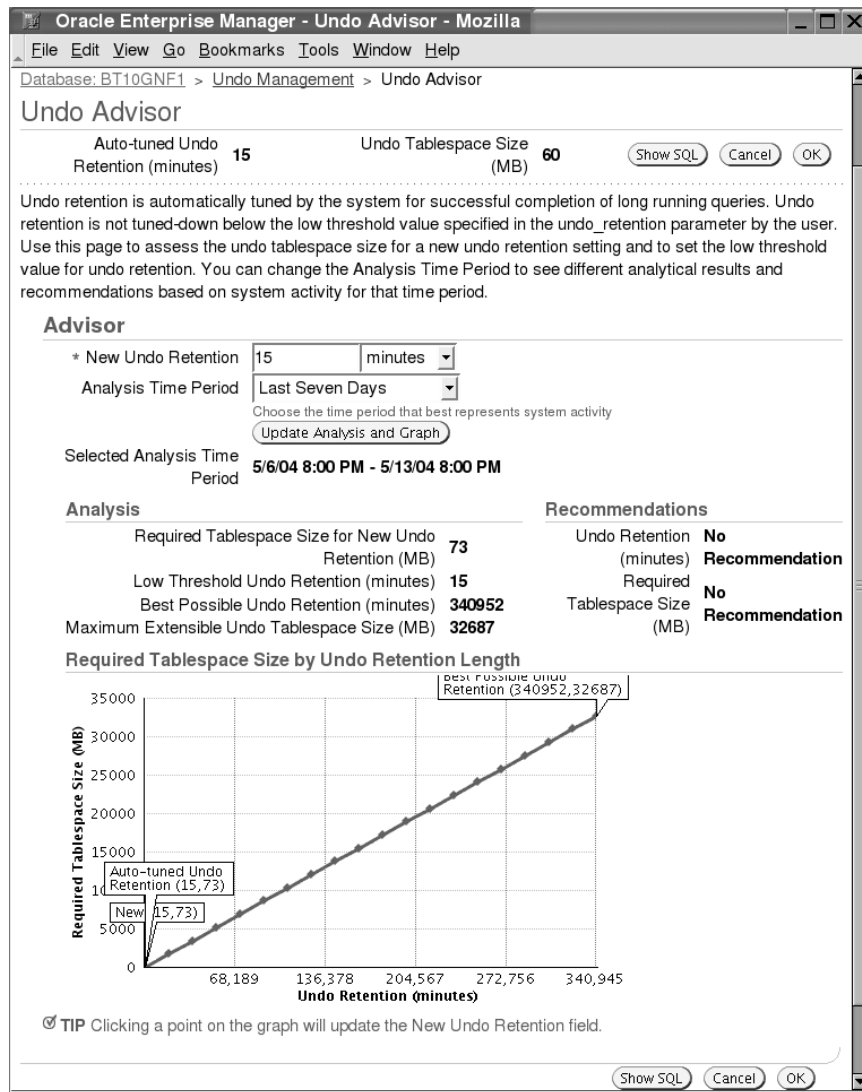 Oracle Enterprise Manager - Undo Advisor - Mozilla
File Edit View Go Bookmarks Tools Window Help
Database: BT10GNF1 > Undo Management > Undo Advisor
Undo Advisor
Auto-tuned Undo Retention (minutes) 15 Undo Tablespace Size (MB) 60 Show SQL Cancel OK
Undo retention is automatically tuned by the system for successful completion of long running queries. Undo
retention is not tuned-down below the low threshold value specified in the undo_retention parameter by the user.
Use this page to assess the undo tablespace size for a new undo retention setting and to set the low threshold
value for undo retention. You can change the Analysis Time Period to see different analytical results and
recommendations based on system activity for that time period.
Advisor
* New Undo Retention 15 minutes
Analysis Time Period Last Seven Days
Choose the time period that best represents system activity
Update Analysis and Graph
Selected Analysis Time Period 5/6/04 8:00 PM - 5/13/04 8:00 PM
Analysis
Required Tablespace Size for New Undo Retention (MB) 73
Low Threshold Undo Retention (minutes) 15
Best Possible Undo Retention (minutes) 340952
Maximum Extensible Undo Tablespace Size (MB) 32687
Recommendations
Undo Retention (minutes) No Recommendation
Required Tablespace Size (MB) No Recommendation
Required Tablespace Size by Undo Retention Length
Best Possible Undo
Retention (340952,32687)
35000
30000
25000
20000
15000
5000
0
Required Tablespace Size (MB)
Auto-tuned Undo
Retention (15,73)
New 15,73)
68,189 136,378 204,567 272,756 340,945
Undo Retention (minutes)
TIP Clicking a point on the graph will update the New Undo Retention field.
Show SQL Cancel OK